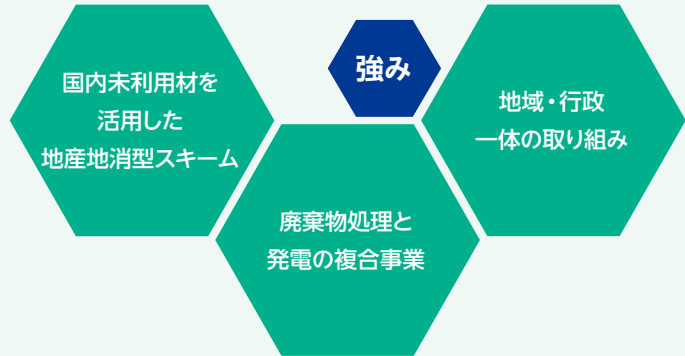 強み
国内未利用材を
活用した
地産地消型スキーム
地域・行政
一体の取り組み
廃棄物処理と
発電の複合事業